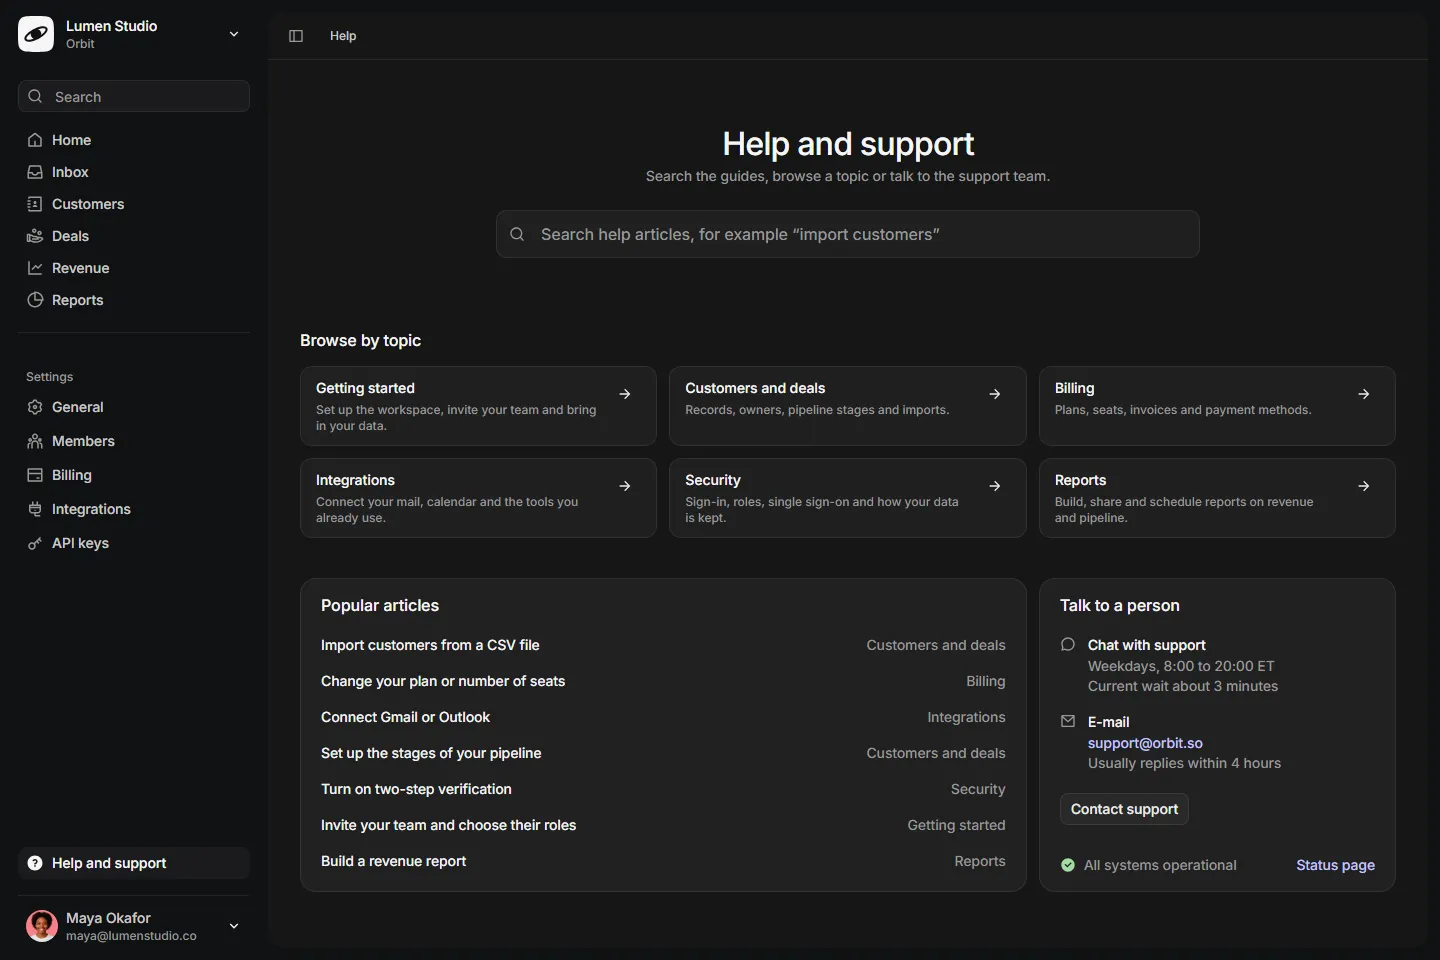 Lumen Studio
Orbit
Search
Home
Inbox
Customers
Deals
Revenue
Reports
Settings
General
Members
Billing
Integrations
API keys
Help and support
Maya Okafor
maya@lumenstudio.co
Help
Help and support
Search the guides, browse a topic or talk to the support team.
Search help articles, for example “import customers”
Browse by topic
Getting started
Set up the workspace, invite your team and bring
in your data.
Customers and deals
Records, owners, pipeline stages and imports.
Billing
Plans, seats, invoices and payment methods.
Integrations
Connect your mail, calendar and the tools you
already use.
Security
Sign-in, roles, single sign-on and how your data
is kept.
Reports
Build, share and schedule reports on revenue
and pipeline.
Popular articles
Import customers from a CSV file Customers and deals
Change your plan or number of seats Billing
Connect Gmail or Outlook Integrations
Set up the stages of your pipeline Customers and deals
Turn on two-step verification Security
Invite your team and choose their roles Getting started
Build a revenue report Reports
Talk to a person
Chat with support
Weekdays, 8:00 to 20:00 ET
Current wait about 3 minutes
E-mail
support@orbit.so
Usually replies within 4 hours
Contact support
All systems operational Status page